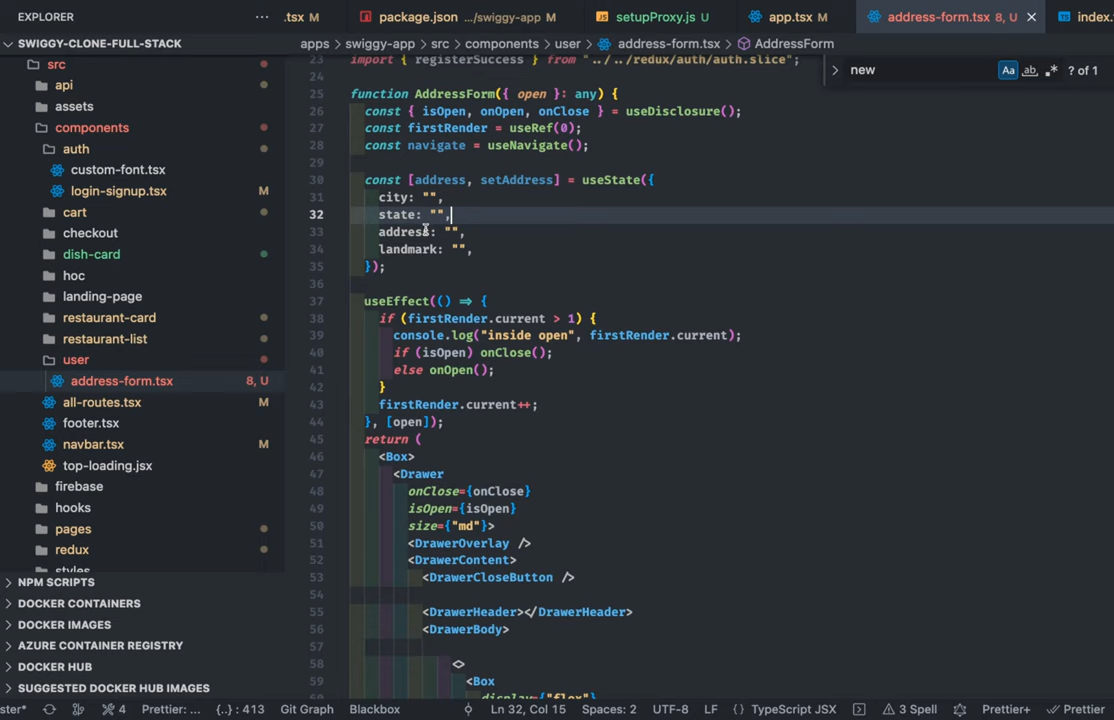 EXPLORER
···
.tsx M
package.json .../swiggy-app M
setupProxy.js U
app.tsx M
address-form.tsx 8, U
index.
SWIGGY-CLONE-FULL-STACK
src
api
assets
components
auth
custom-font.tsx
login-signup.tsx M
cart
checkout
dish-card
hoc
landing-page
restaurant-card
restaurant-list
user
address-form.tsx 8, U
all-routes.tsx M
footer.tsx
navbar.tsx M
top-loading.jsx
firebase
hooks
pages
redux
styles
NPM SCRIPTS
DOCKER CONTAINERS
DOCKER IMAGES
AZURE CONTAINER REGISTRY
DOCKER HUB
SUGGESTED DOCKER HUB IMAGES
apps > swiggy-app > src > components > user > address-form.tsx > AddressForm
new Aa ab .* ? of 1
23 import { registerSuccess } from "../../redux/auth/auth.slice";
24
25 function AddressForm({ open }: any) {
26 const { isOpen, onOpen, onClose } = useDisclosure();
27 const firstRender = useRef(0);
28 const navigate = useNavigate();
29
30 const [address, setAddress] = useState({
31 city: "",
32 state: "",
33 address: "",
34 landmark: "",
35 });
36
37 useEffect(() => {
38 if (firstRender.current > 1) {
39 console.log("inside open", firstRender.current);
40 if (isOpen) onClose();
41 else onOpen();
42 }
43 firstRender.current++;
44 }, [open]);
45 return (
46 <Box>
47 <Drawer
48 onClose={onClose}
49 isOpen={isOpen}
50 size={"md"}>
51 <DrawerOverlay />
52 <DrawerContent>
53 <DrawerCloseButton />
54
55 <DrawerHeader></DrawerHeader>
56 <DrawerBody>
57
58 <>
59 <Box
60 display={"flex"}
ster* 4 Prettier: ... {..} : 413 Git Graph Blackbox Ln 32, Col 15 Spaces: 2 UTF-8 LF {} TypeScript JSX 3 Spell Prettier+ Prettier